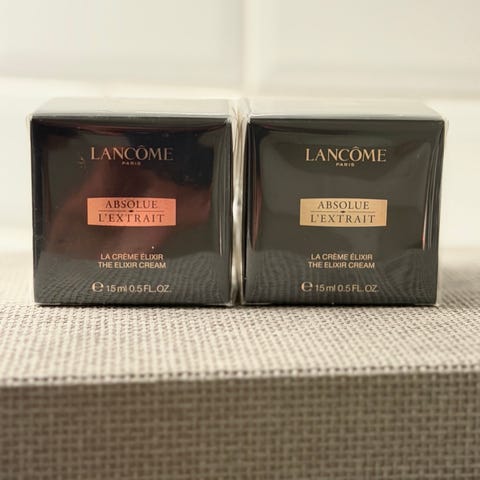 LANCÔME
PARIS
ABSOLUE
L'EXTRAIT
LA CRÈME ÉLIXIR
THE ELIXIR CREAM
℮ 15 ml 0.5 FL.OZ.
LANCÔME
PARIS
ABSOLUE
L'EXTRAIT
LA CRÈME ÉLIXIR
THE ELIXIR CREAM
℮ 15 ml 0.5 FL.OZ.